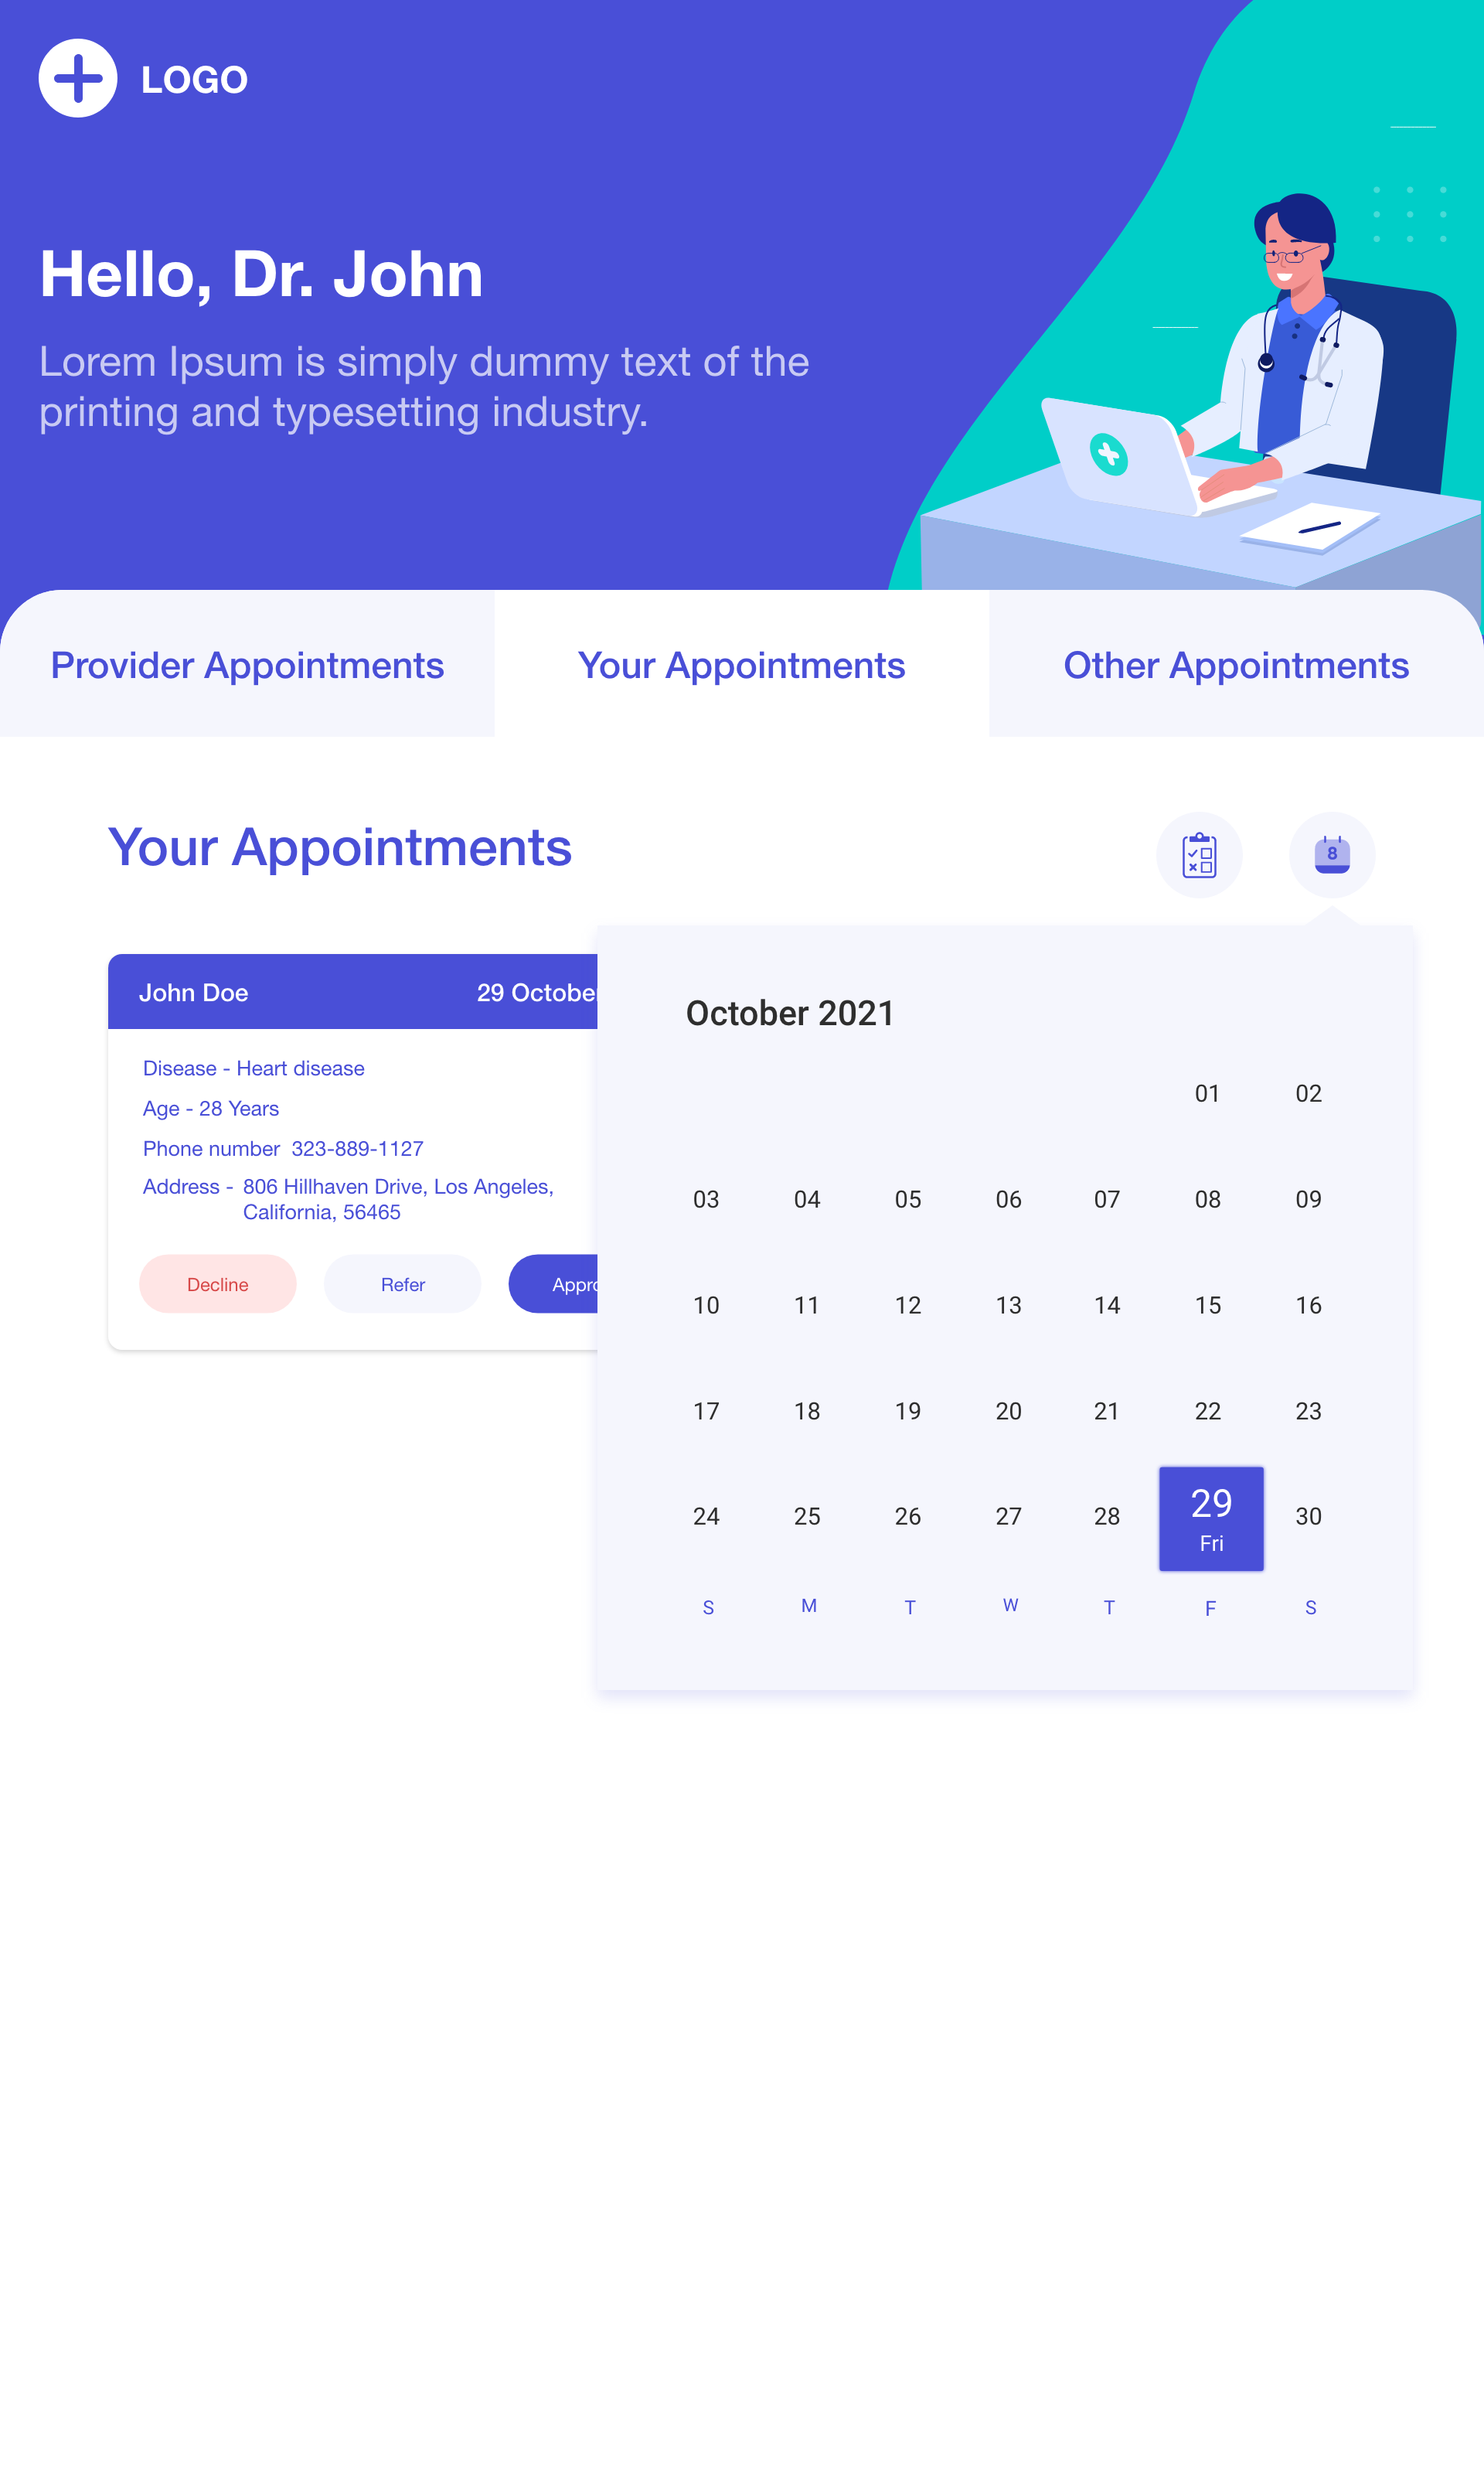 LOGO
Hello, Dr. John
Lorem Ipsum is simply dummy text of the
printing and typesetting industry.
Provider Appointments
Your Appointments
Other Appointments
Your Appointments
8
John Doe
29 October
Disease - Heart disease
Age - 28 Years
Phone number 323-889-1127
Address - 806 Hillhaven Drive, Los Angeles,
California, 56465
Decline
Refer
October 2021
01 02
03 04 05 06 07 08 09
10 11 12 13 14 15 16
17 18 19 20 21 22 23
24 25 26 27 28 29 30
Fri
S M T W T F S